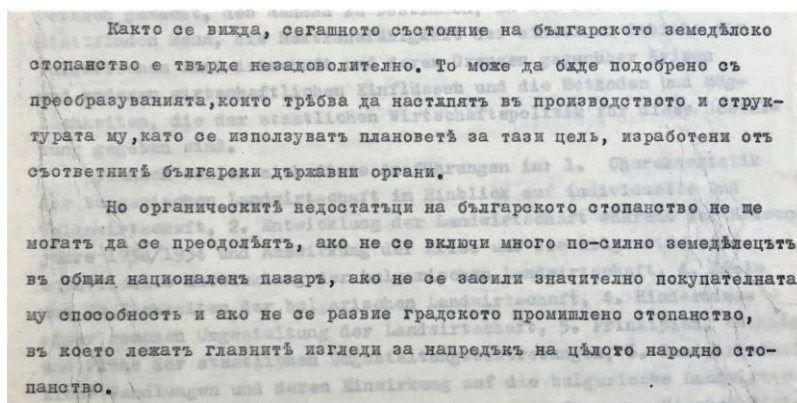 Както се вижда, сегашното състояние на българското земедѣлско
стопанство е твърде незадоволително. То може да бѫде подобрено съ
преобразуванията,които трѣбва да настѫпятъ въ производството и струк-
турата му,като се използуватъ плановетѣ за тази цель, изработени отъ
съответнитѣ български държавни органи.
Но органическитѣ недостатъци на българското стопанство не ще
могатъ да се преодолѣятъ, ако не се включи много по-силно земедѣлецътъ
въ общия националенъ пазаръ, ако не се засили значително покупателната
му способность и ако не се развие градското промишлено стопанство,
въ което лежатъ главнитѣ изгледи за напредъкъ на цѣлото народно сто-
панство.